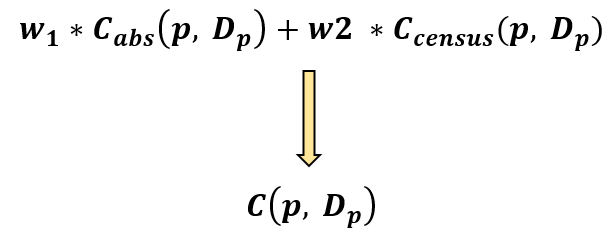 w₁ * C_abs(p, D_p) + w2 * C_census(p, D_p)
C(p, D_p)